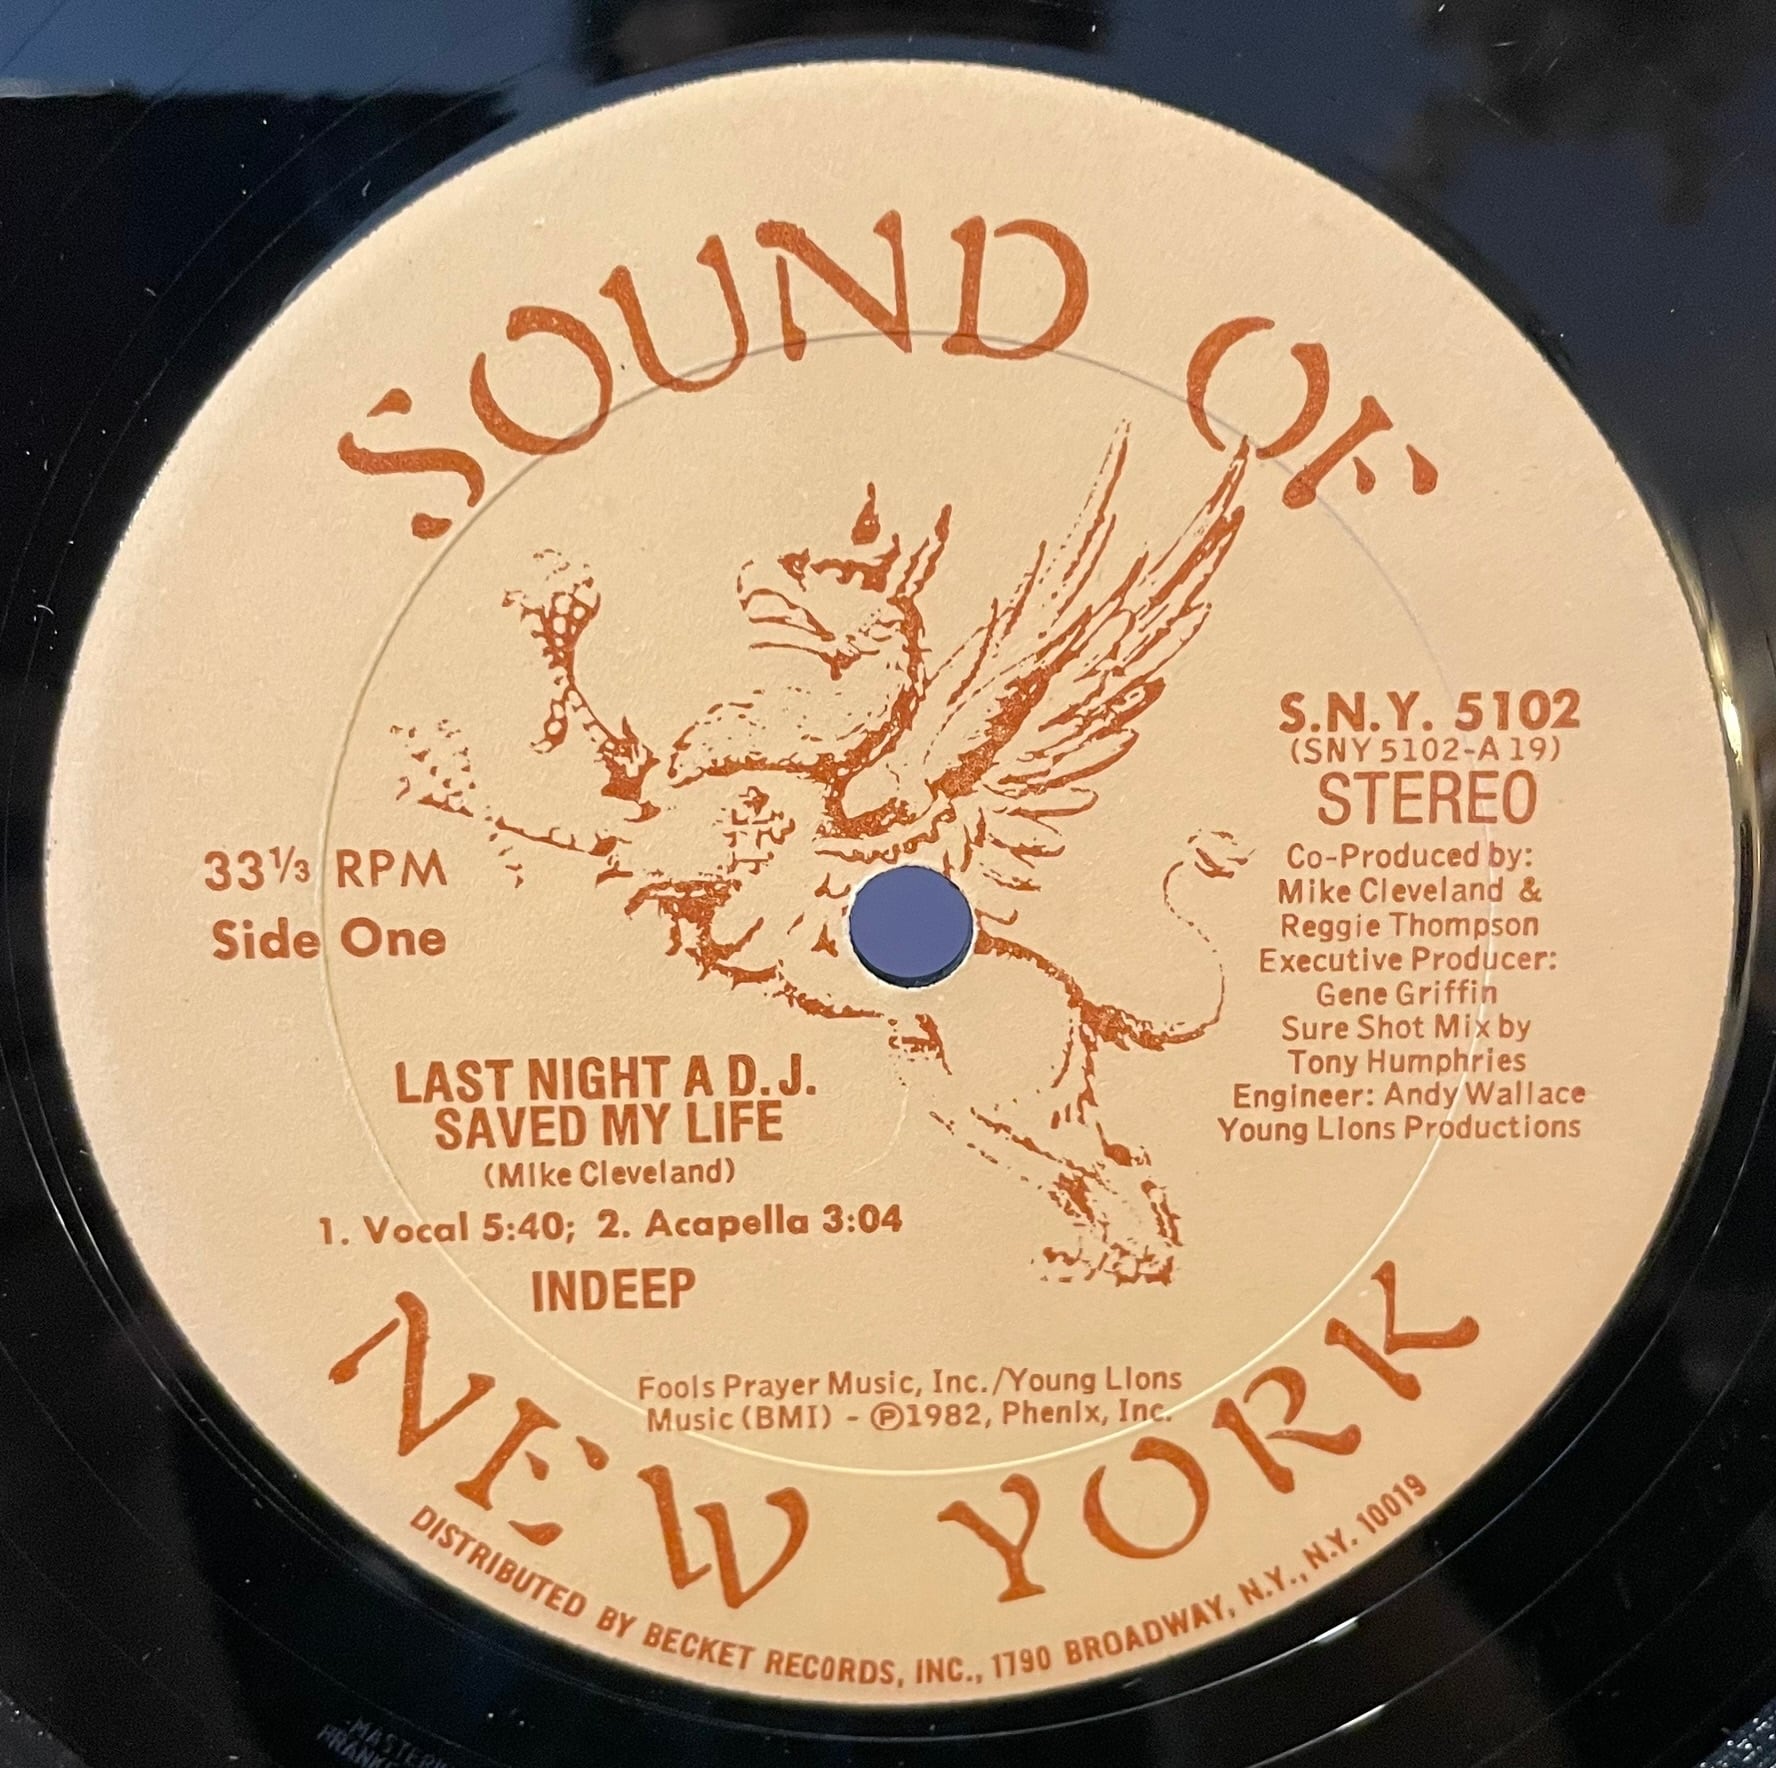 SOUND OF
S.N.Y. 5102
(SNY 5102-A 19)
STEREO
Co-Produced by:
Mike Cleveland &
Reggie Thompson
Executive Producer:
Gene Griffin
Sure Shot Mix by
Tony Humphries
Engineer: Andy Wallace
Young Lions Productions
33⅓ RPM
Side One
LAST NIGHT A D.J.
SAVED MY LIFE
(Mike Cleveland)
1. Vocal 5:40; 2. Acapella 3:04
INDEEP
Fools Prayer Music, Inc./Young Lions
Music (BMI) - ℗1982, Phenix, Inc.
NEW YORK
DISTRIBUTED BY BECKET RECORDS, INC., 1790 BROADWAY, N.Y., N.Y. 10019